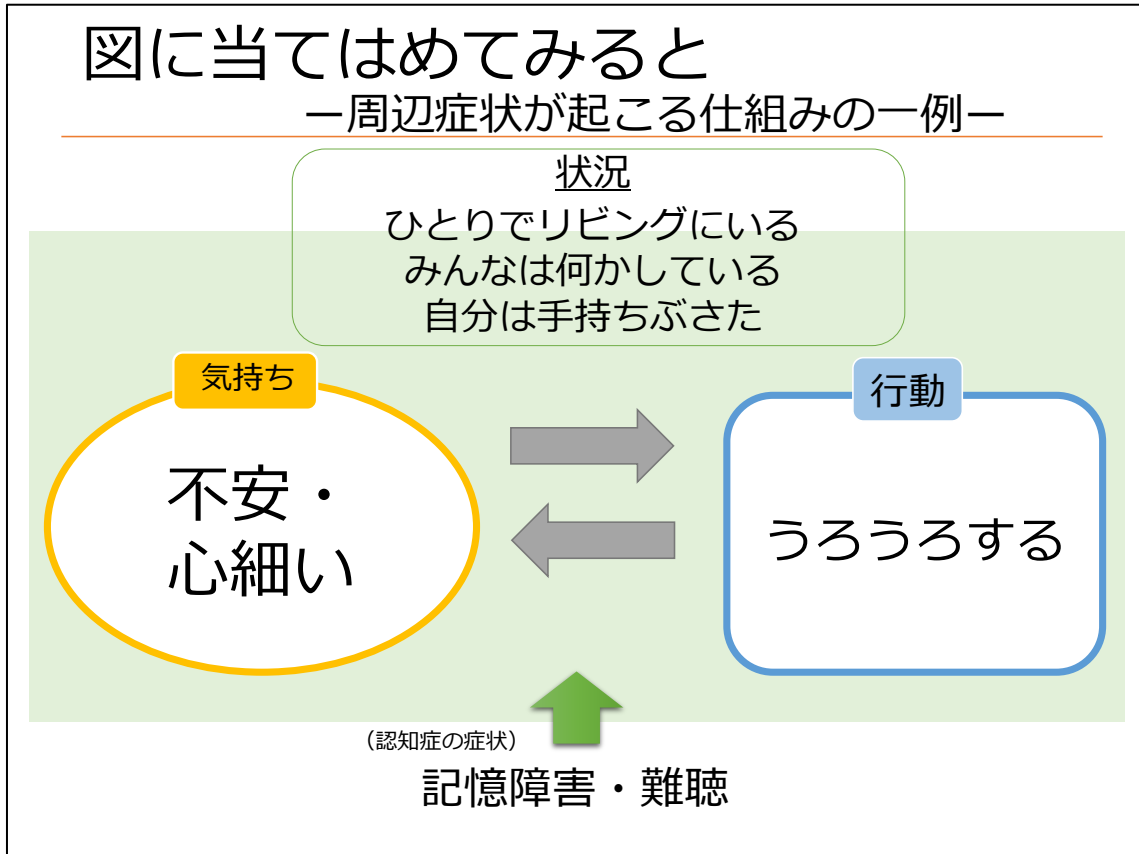 図に当てはめてみると
ー周辺症状が起こる仕組みの一例ー
状況
ひとりでリビングにいる
みんなは何かしている
自分は手持ちぶさた
気持ち
不安・
心細い
行動
うろうろする
（認知症の症状）
記憶障害・難聴